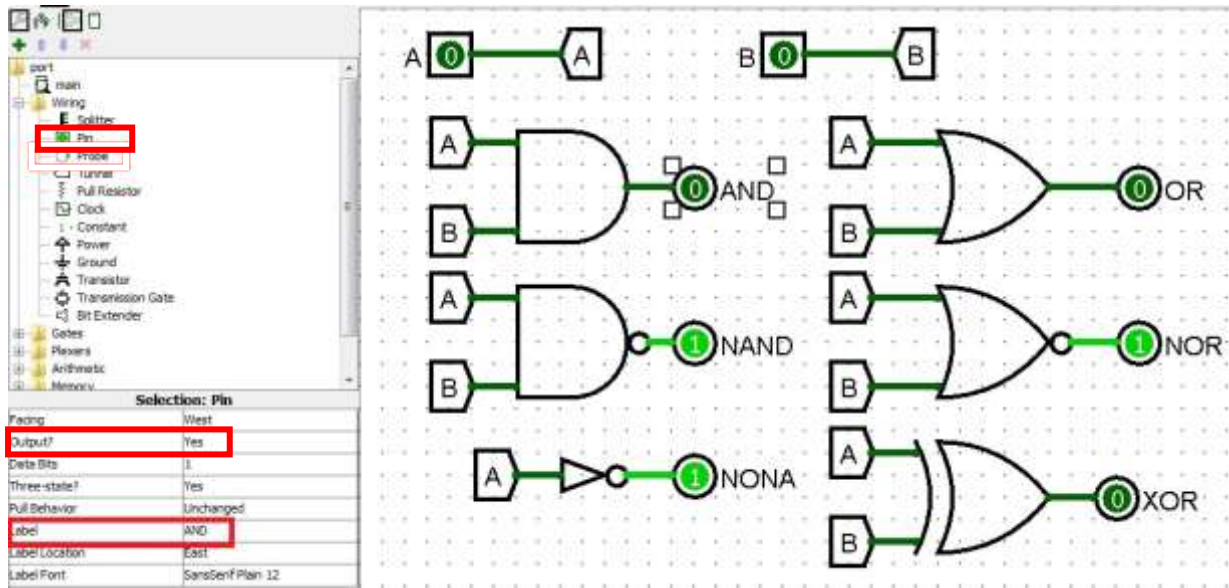 port
main
Wiring
Splitter
Pin
Probe
Tunnel
Pull Resistor
Clock
1 - Constant
Power
Ground
Transistor
Transmission Gate
Bit Extender
Gates
Plexers
Arithmetic
Memory
Selection: Pin
Facing West
Output? Yes
Data Bits 1
Three-state? Yes
Pull Behavior Unchanged
Label AND
Label Location East
Label Font SansSerif Plain 12
A 0 A
B 0 B
A
B
0 AND
A
B
0 OR
A
B
1 NAND
A
B
1 NOR
A
1 NONA
A
B
0 XOR